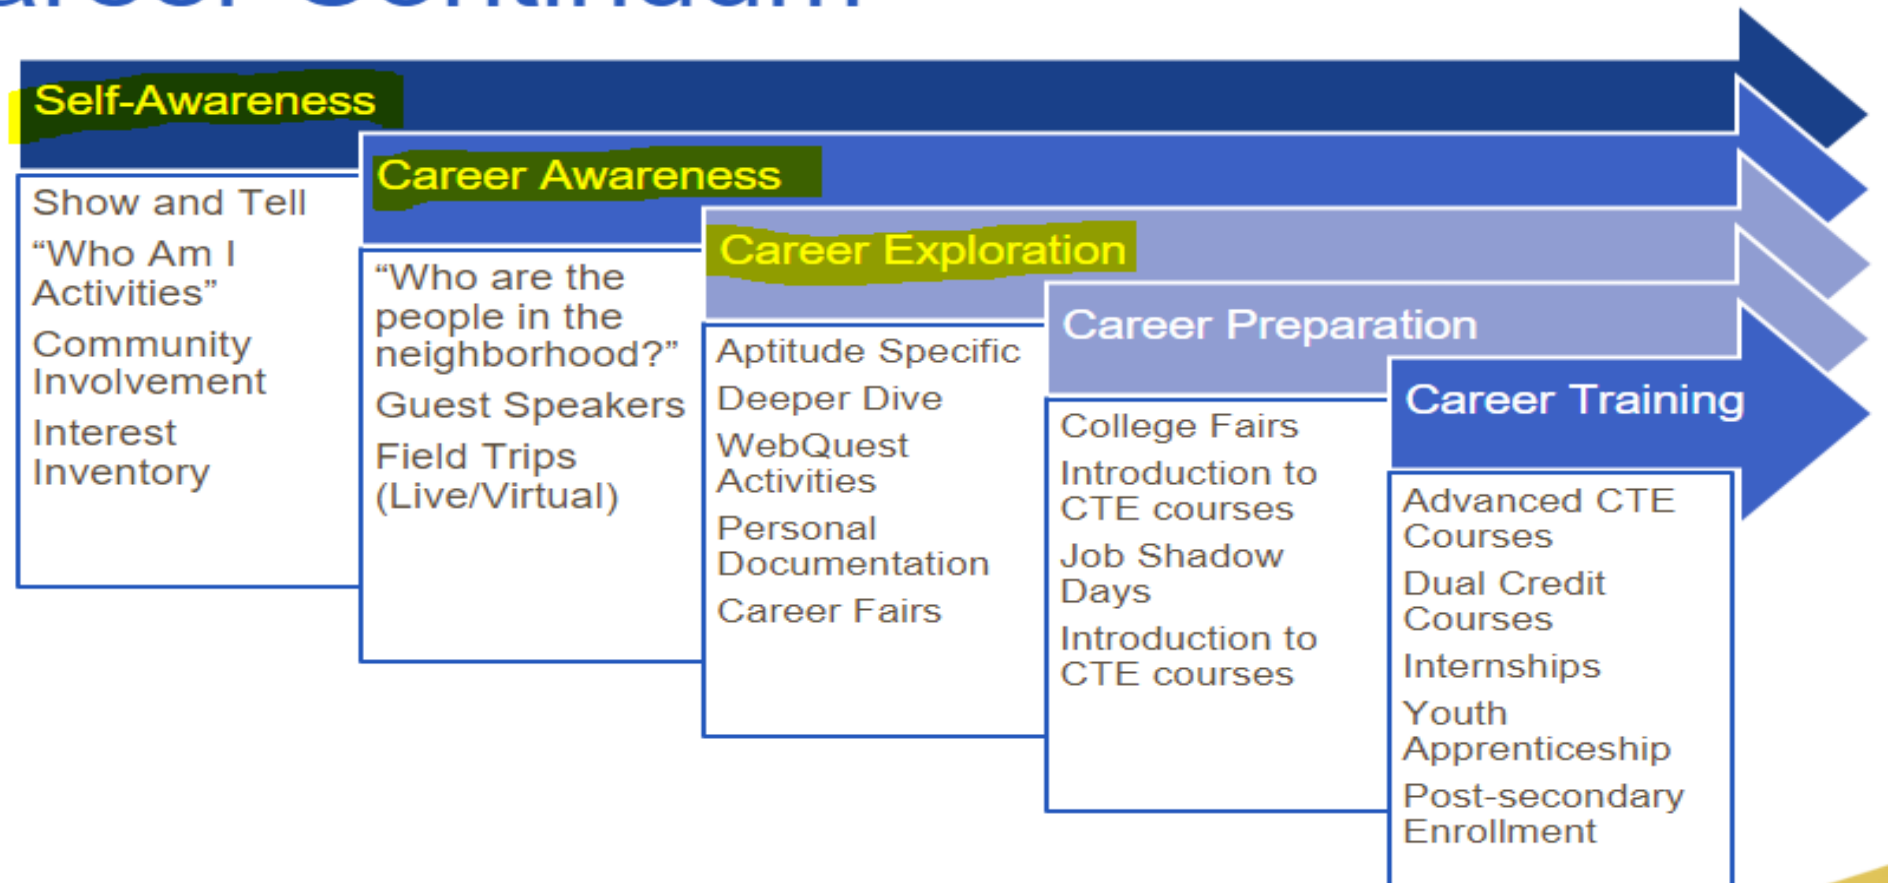 Career Continuum
Self-Awareness
Show and Tell
“Who Am I
Activities”
Community
Involvement
Interest
Inventory
Career Awareness
“Who are the
people in the
neighborhood?”
Guest Speakers
Field Trips
(Live/Virtual)
Career Exploration
Aptitude Specific
Deeper Dive
WebQuest
Activities
Personal
Documentation
Career Fairs
Career Preparation
College Fairs
Introduction to
CTE courses
Job Shadow
Days
Introduction to
CTE courses
Career Training
Advanced CTE
Courses
Dual Credit
Courses
Internships
Youth
Apprenticeship
Post-secondary
Enrollment